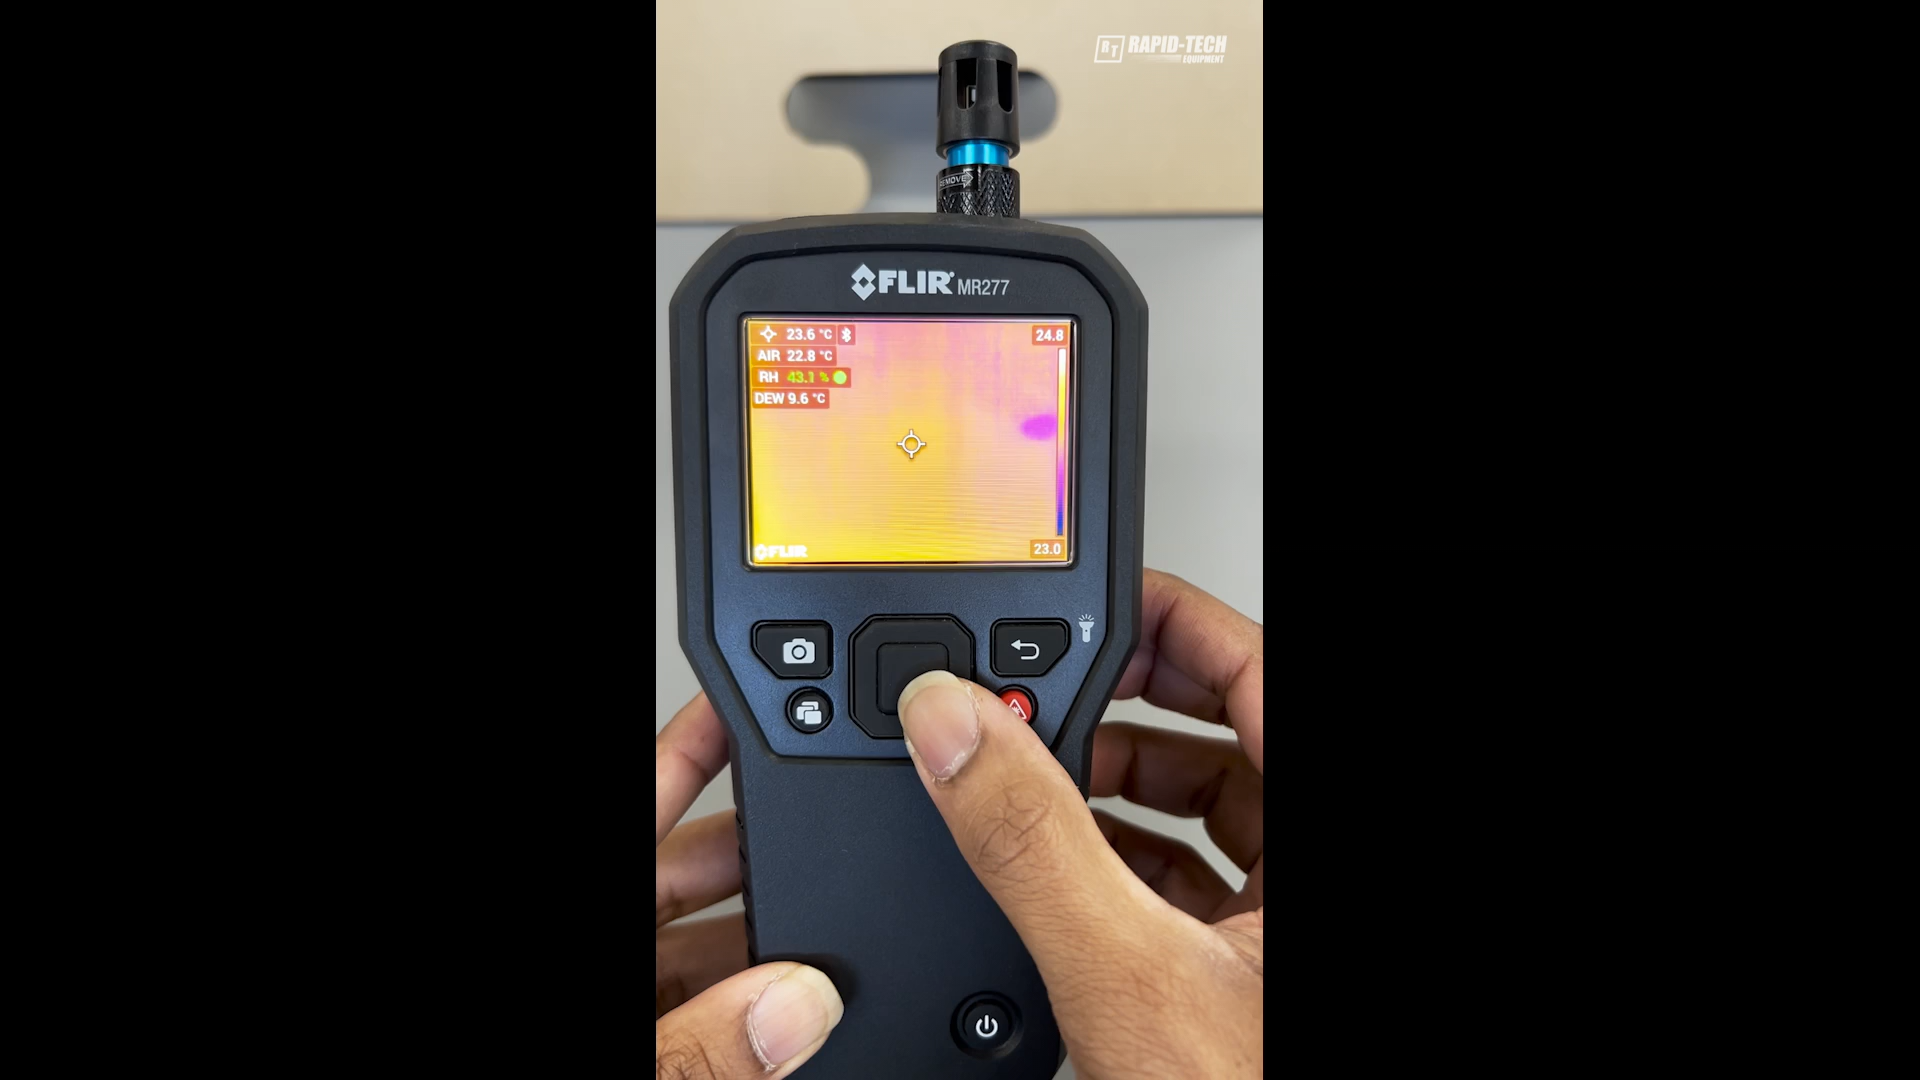 RT RAPID-TECH
EQUIPMENT
REMOVE
FLIR MR277
23.6 °C
24.8
AIR 22.8 °C
RH 43.1 %
DEW 9.6 °C
FLIR
23.0